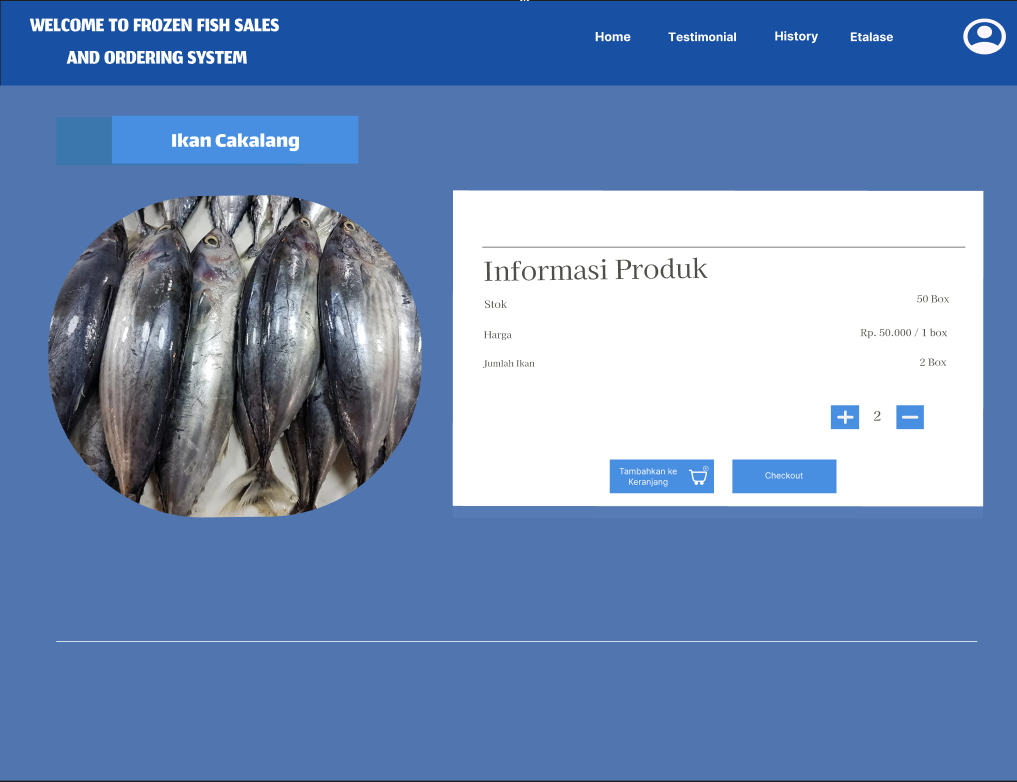 WELCOME TO FROZEN FISH SALES
AND ORDERING SYSTEM
Home
Testimonial
History
Etalase
Ikan Cakalang
Informasi Produk
Stok
50 Box
Harga
Rp. 50.000 / 1 box
Jumlah Ikan
2 Box
2
Tambahkan ke
Keranjang
Checkout